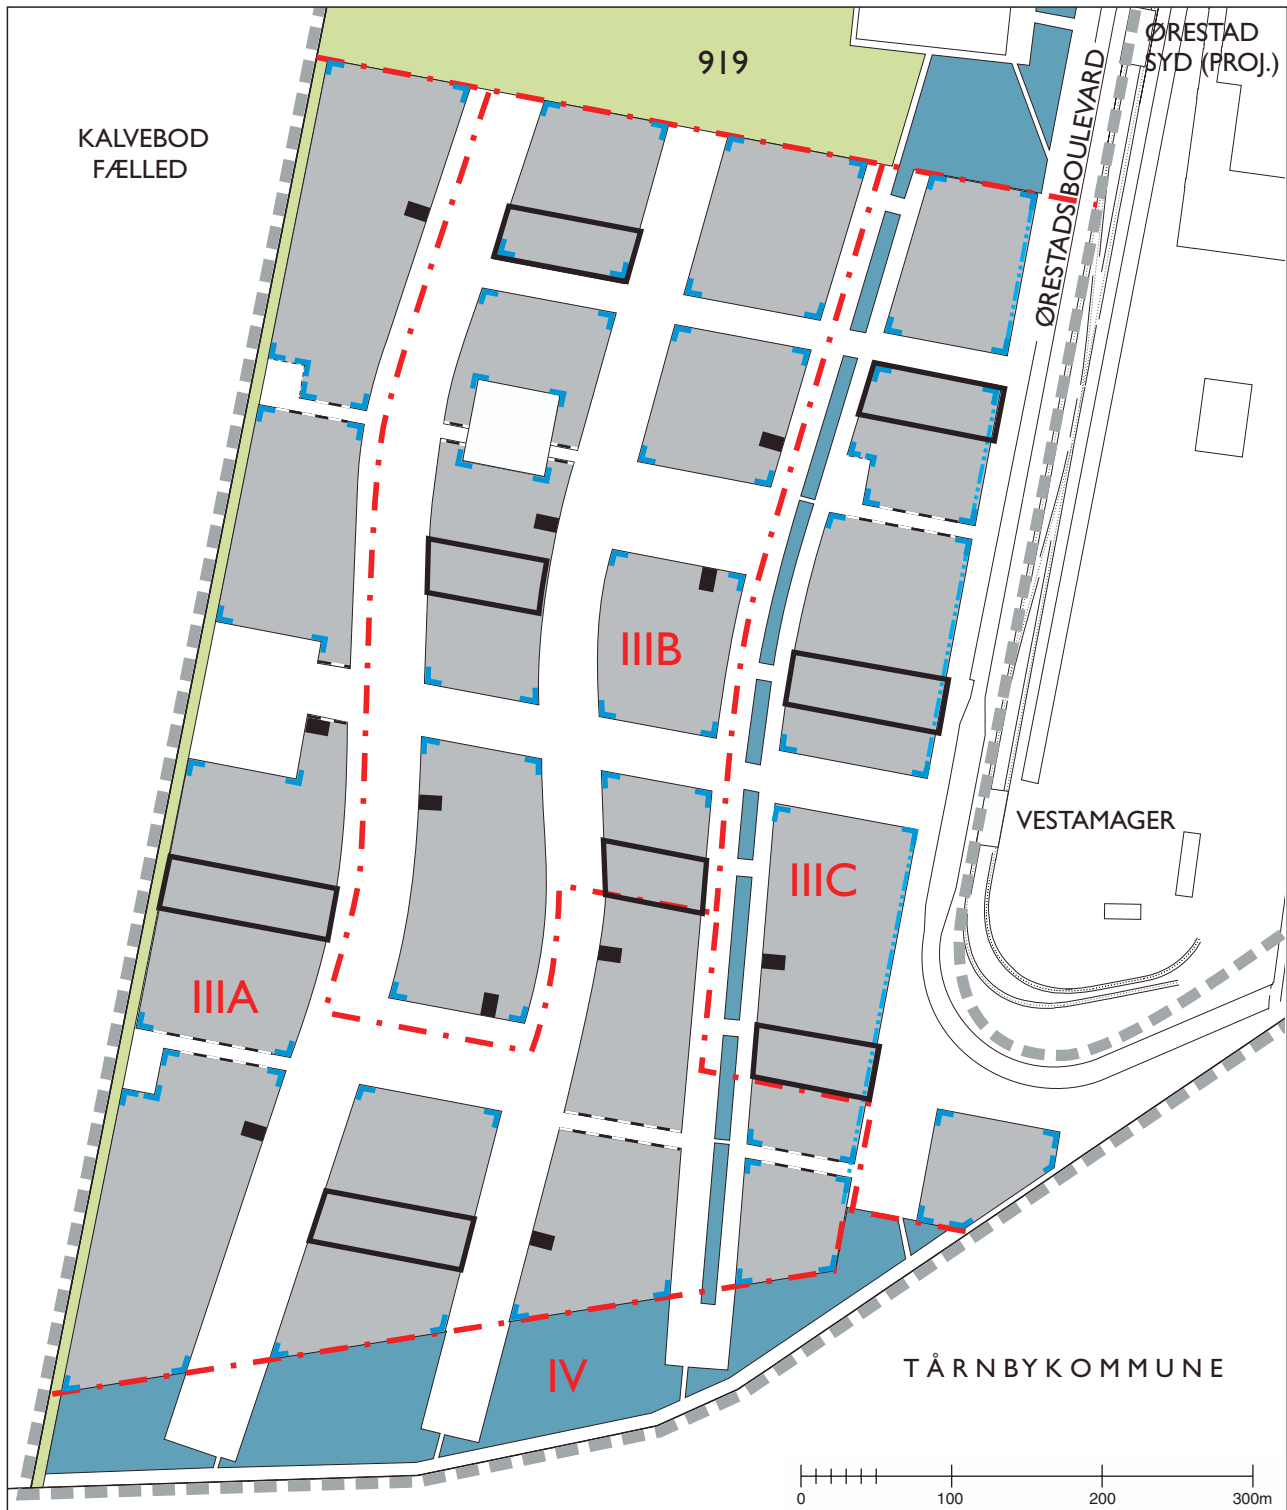 ØRESTAD
SYD (PROJ.)
919
KALVEBOD
FÆLLED
ØRESTADS BOULEVARD
IIIB
VESTAMAGER
IIIC
IIIA
IV
TÅRNBYKOMMUNE
0 100 200 300m